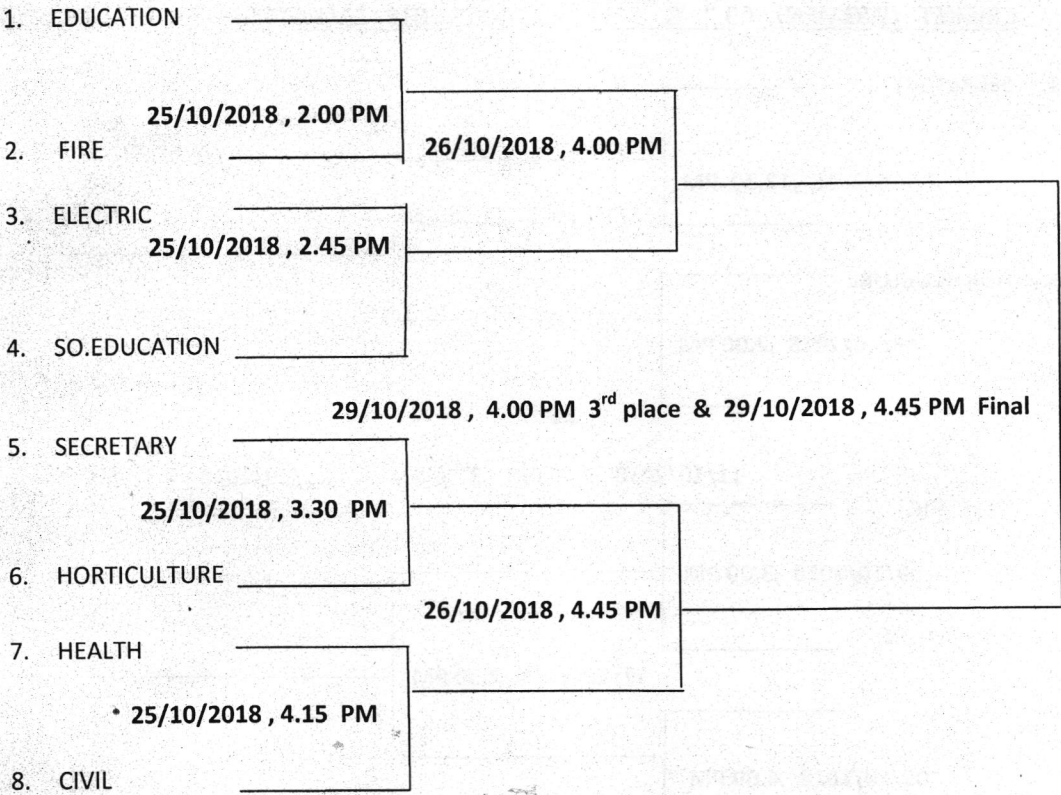 1. EDUCATION
25/10/2018 , 2.00 PM
2. FIRE
26/10/2018 , 4.00 PM
3. ELECTRIC
25/10/2018 , 2.45 PM
4. SO.EDUCATION
29/10/2018 , 4.00 PM 3rd place & 29/10/2018 , 4.45 PM Final
5. SECRETARY
25/10/2018 , 3.30 PM
6. HORTICULTURE
26/10/2018 , 4.45 PM
7. HEALTH
25/10/2018 , 4.15 PM
8. CIVIL